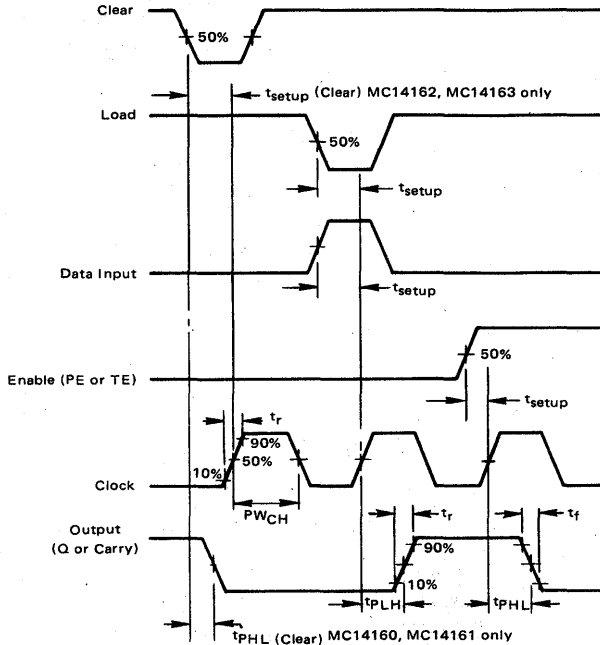 Clear
50%
tsetup (Clear) MC14162, MC14163 only
Load
50%
tsetup
Data Input
tsetup
50%
Enable (PE or TE)
tsetup
tr
90%
50%
10%
Clock
PWCH
Output
(Q or Carry)
tr
tf
90%
10%
tPLH
tPHL
tPHL (Clear) MC14160, MC14161 only